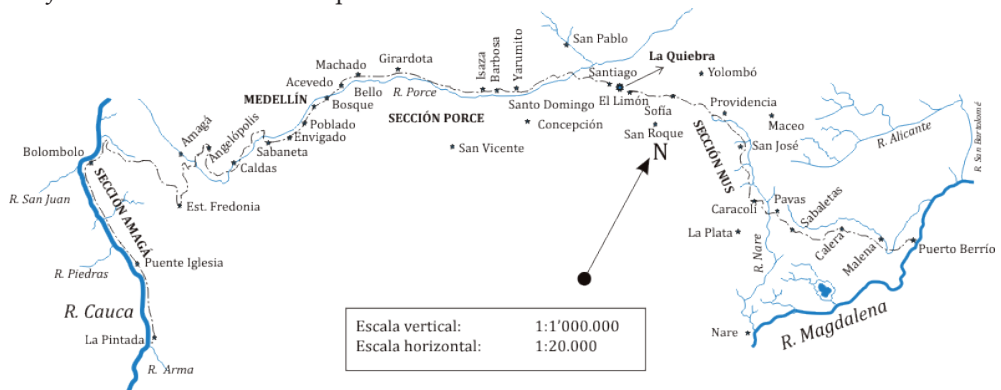 San Pablo
La Quiebra
Isaza
Barbosa
Yarumito
Girardota
Machado
Santiago
Yolombó
Acevedo
Bello
R. Porce
El Limón
MEDELLÍN
Bosque
Santo Domingo
Sofía
Providencia
SECCIÓN PORCE
Poblado
Concepción
Maceo
Amagá
Angelópolis
Envigado
San Roque
R. Alicante
R. San Bartolomé
Sabaneta
San Vicente
N
SECCIÓN NUS
San José
Bolombolo
Caldas
R. San Juan
SECCIÓN AMAGÁ
Est. Fredonia
Caracolí
Pavas
Sabaletas
La Plata
Calera
Malena
Puerto Berrío
R. Nare
Puente Iglesia
R. Piedras
R. Cauca
Escala vertical: 1:1'000.000
Escala horizontal: 1:20.000
La Pintada
Nare
R. Magdalena
R. Arma